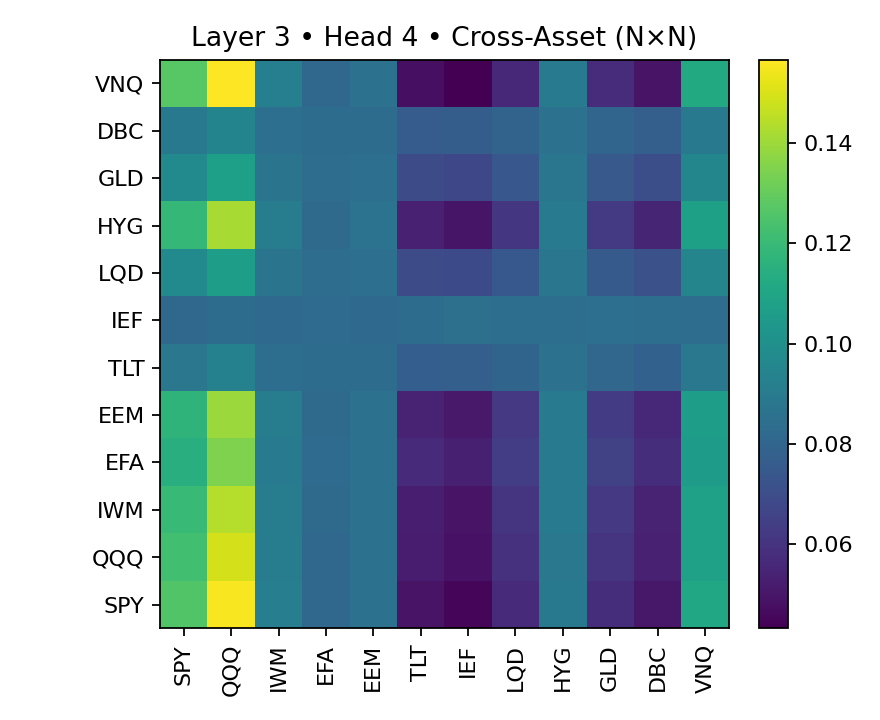 Layer 3 • Head 4 • Cross-Asset (N×N)
VNQ
DBC
GLD
HYG
LQD
IEF
TLT
EEM
EFA
IWM
QQQ
SPY
SPY
QQQ
IWM
EFA
EEM
TLT
IEF
LQD
HYG
GLD
DBC
VNQ
0.14
0.12
0.10
0.08
0.06